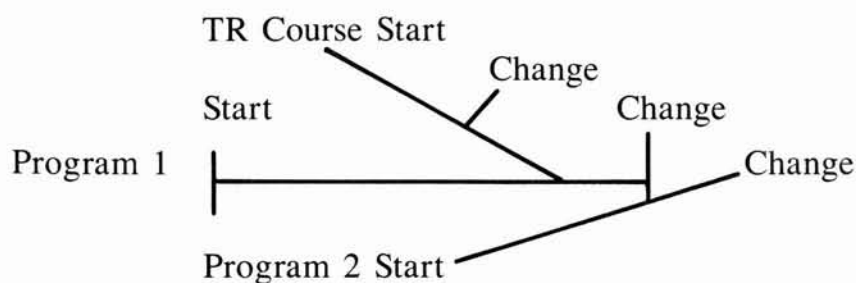 TR Course Start
Change
Start
Change
Program 1
Change
Program 2 Start